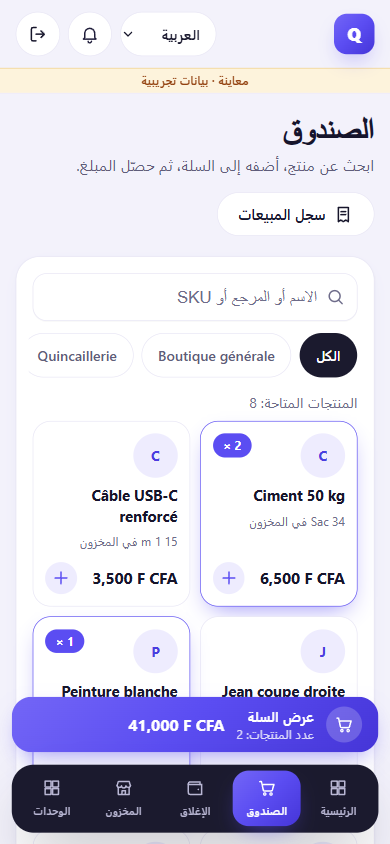 Q
العربية
معاينة · بيانات تجريبية
الصندوق
ابحث عن منتج، أضفه إلى السلة، ثم حصّل المبلغ.
سجل المبيعات
الاسم أو المرجع أو SKU
الكل
Boutique générale
Quincaillerie
المنتجات المتاحة: 8
C
× 2
Ciment 50 kg
34 Sac في المخزون
6,500 F CFA
C
Câble USB-C
renforcé
15 m 1 في المخزون
3,500 F CFA
J
Jean coupe droite
P
× 1
Peinture blanche
عرض السلة
عدد المنتجات: 2
41,000 F CFA
الرئيسية
الصندوق
الإغلاق
المخزون
الوحدات